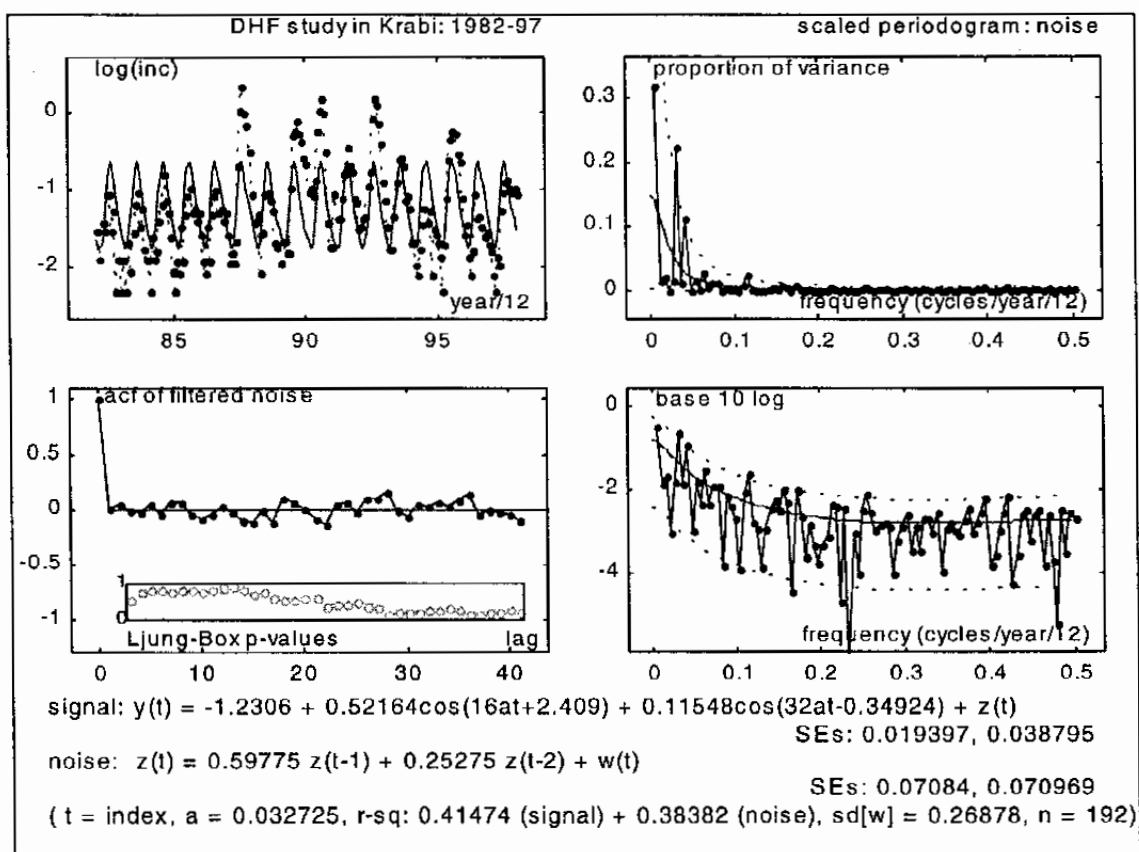 DHF study in Krabi: 1982-97
scaled periodogram: noise
log(inc)
0
-1
-2
year/12
85 90 95
proportion of variance
0.3
0.2
0.1
0
frequency (cycles/year/12)
0 0.1 0.2 0.3 0.4 0.5
acf of filtered noise
1
0.5
0
-0.5
-1
1
0
Ljung-Box p-values lag
0 10 20 30 40
base 10 log
0
-2
-4
frequency (cycles/year/12)
0 0.1 0.2 0.3 0.4 0.5
signal: y(t) = -1.2306 + 0.52164cos(16at+2.409) + 0.11548cos(32at-0.34924) + z(t)
SEs: 0.019397, 0.038795
noise: z(t) = 0.59775 z(t-1) + 0.25275 z(t-2) + w(t)
SEs: 0.07084, 0.070969
( t = index, a = 0.032725, r-sq: 0.41474 (signal) + 0.38382 (noise), sd[w] = 0.26878, n = 192)